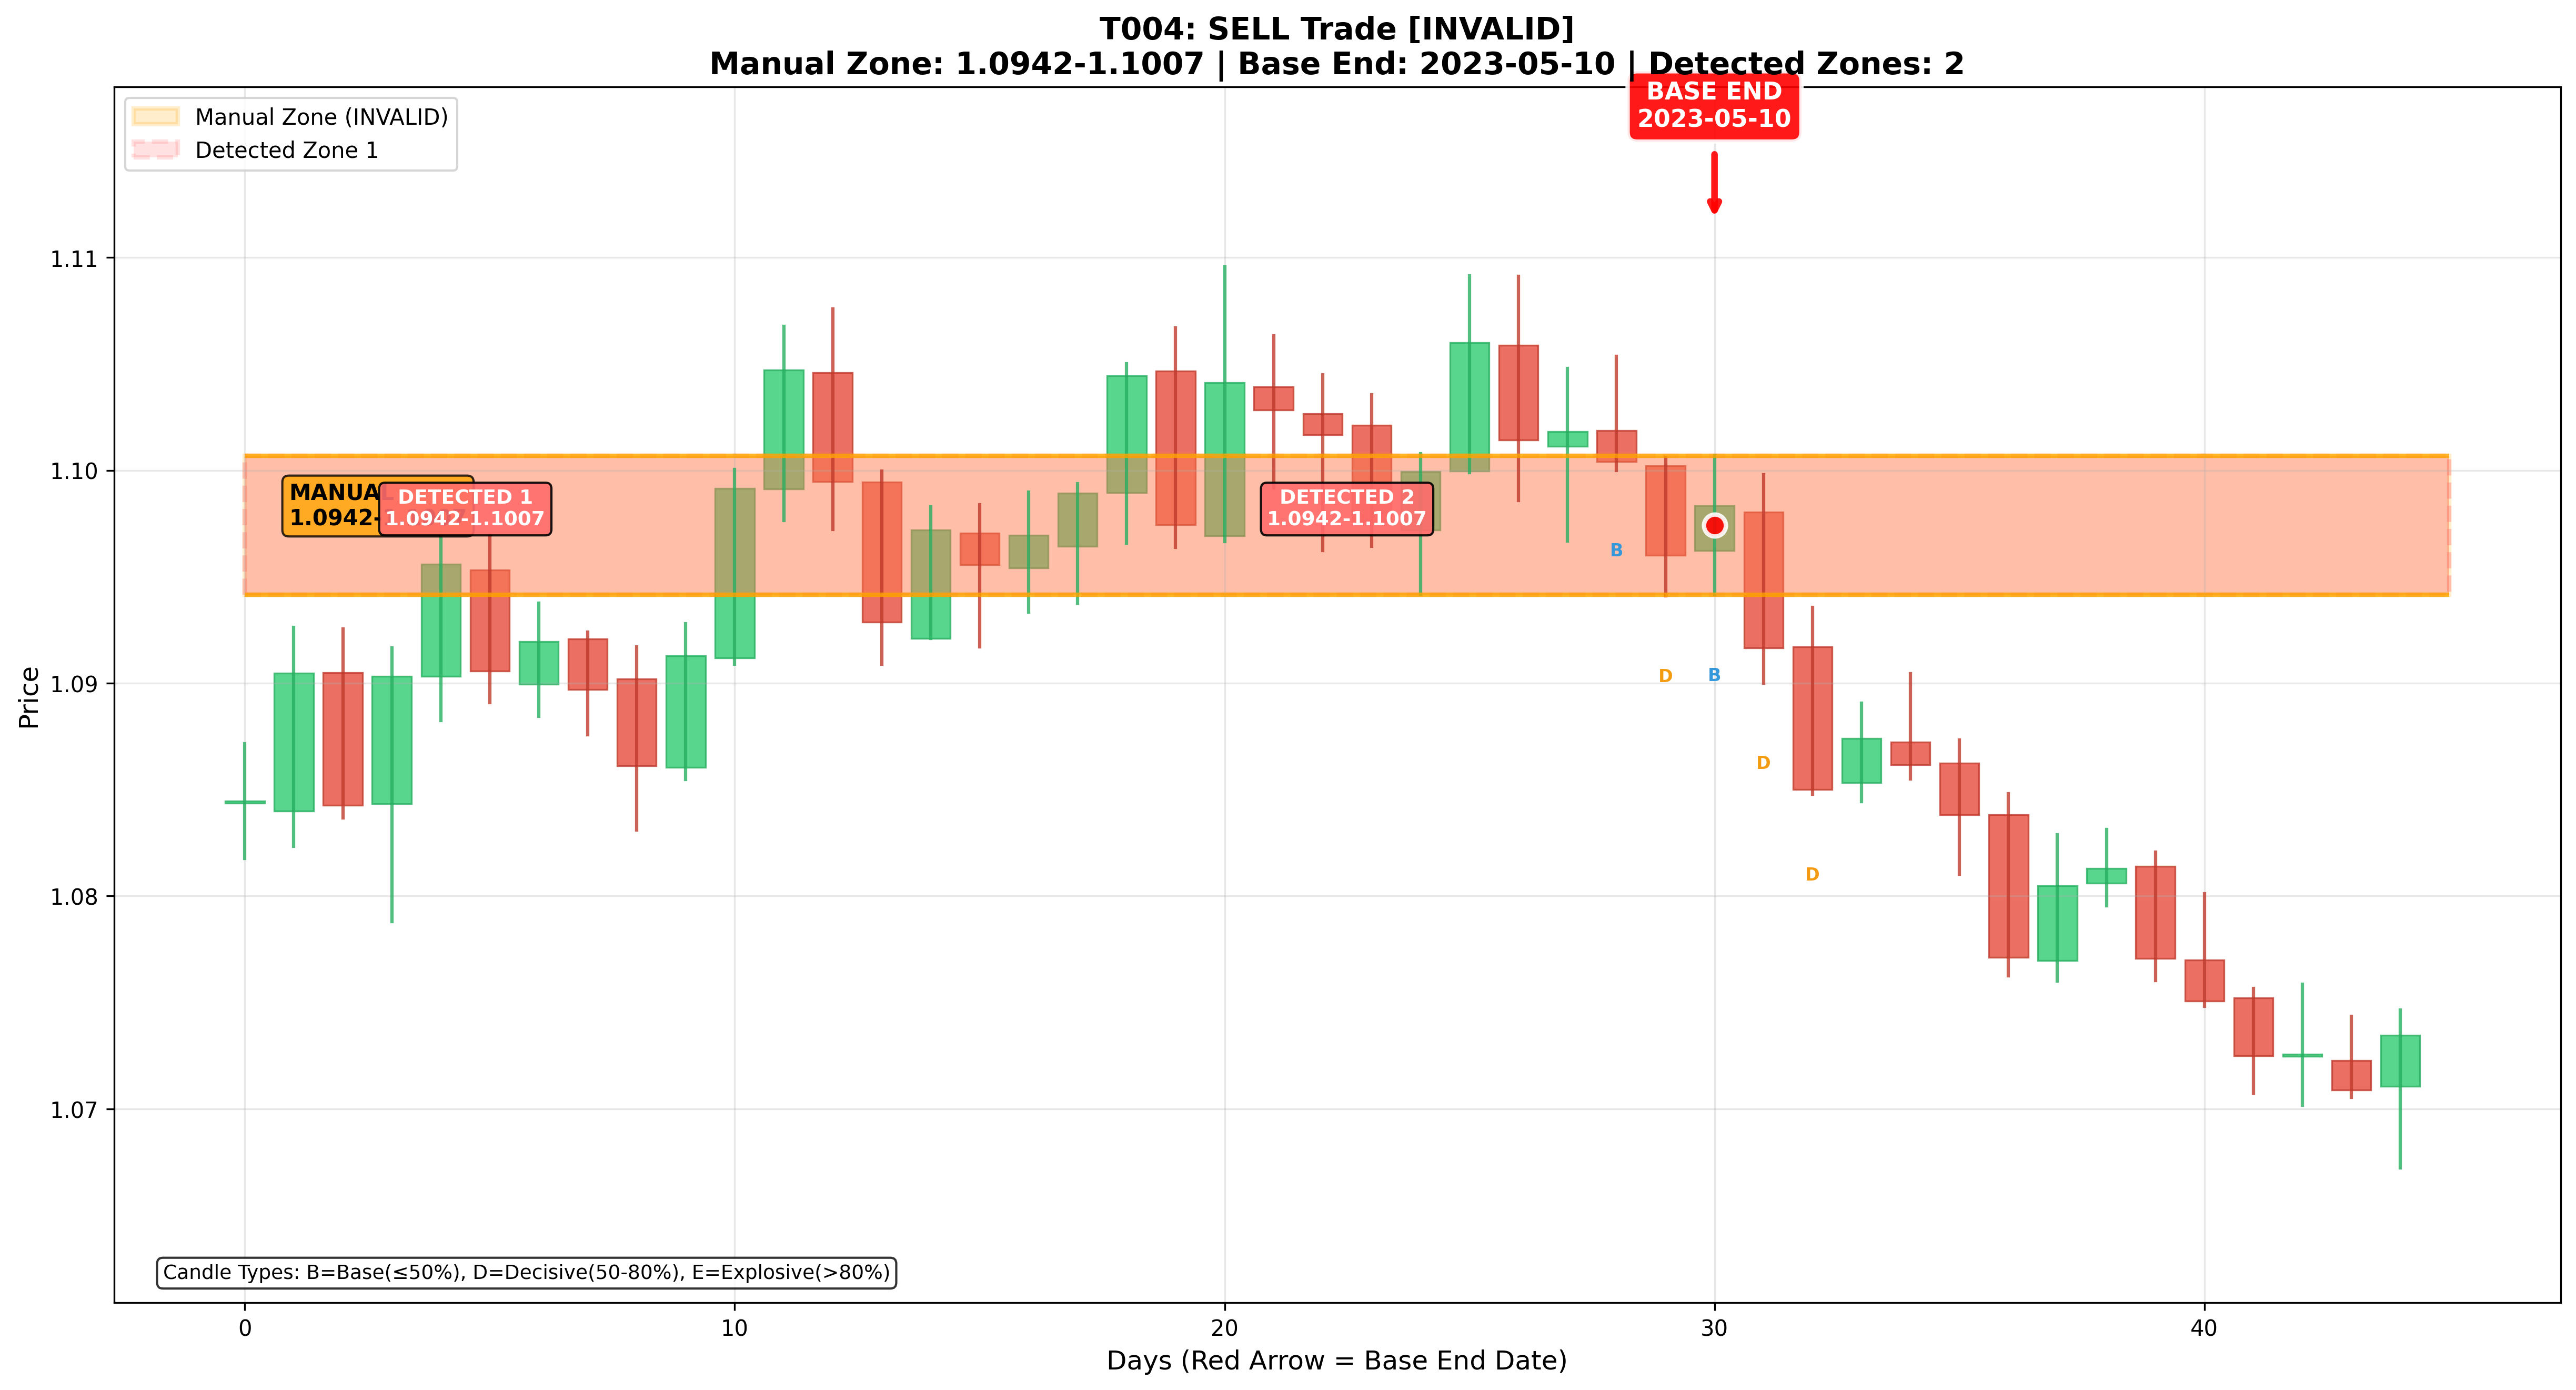 T004: SELL Trade [INVALID]
Manual Zone: 1.0942-1.1007 | Base End: 2023-05-10 | Detected Zones: 2
BASE END
2023-05-10
Manual Zone (INVALID)
Detected Zone 1
1.11
1.10
1.09
1.08
1.07
Price
MANUAL
1.0942-
DETECTED 1
1.0942-1.1007
DETECTED 2
1.0942-1.1007
B
D
B
D
D
Candle Types: B=Base(≤50%), D=Decisive(50-80%), E=Explosive(>80%)
0
10
20
30
40
Days (Red Arrow = Base End Date)